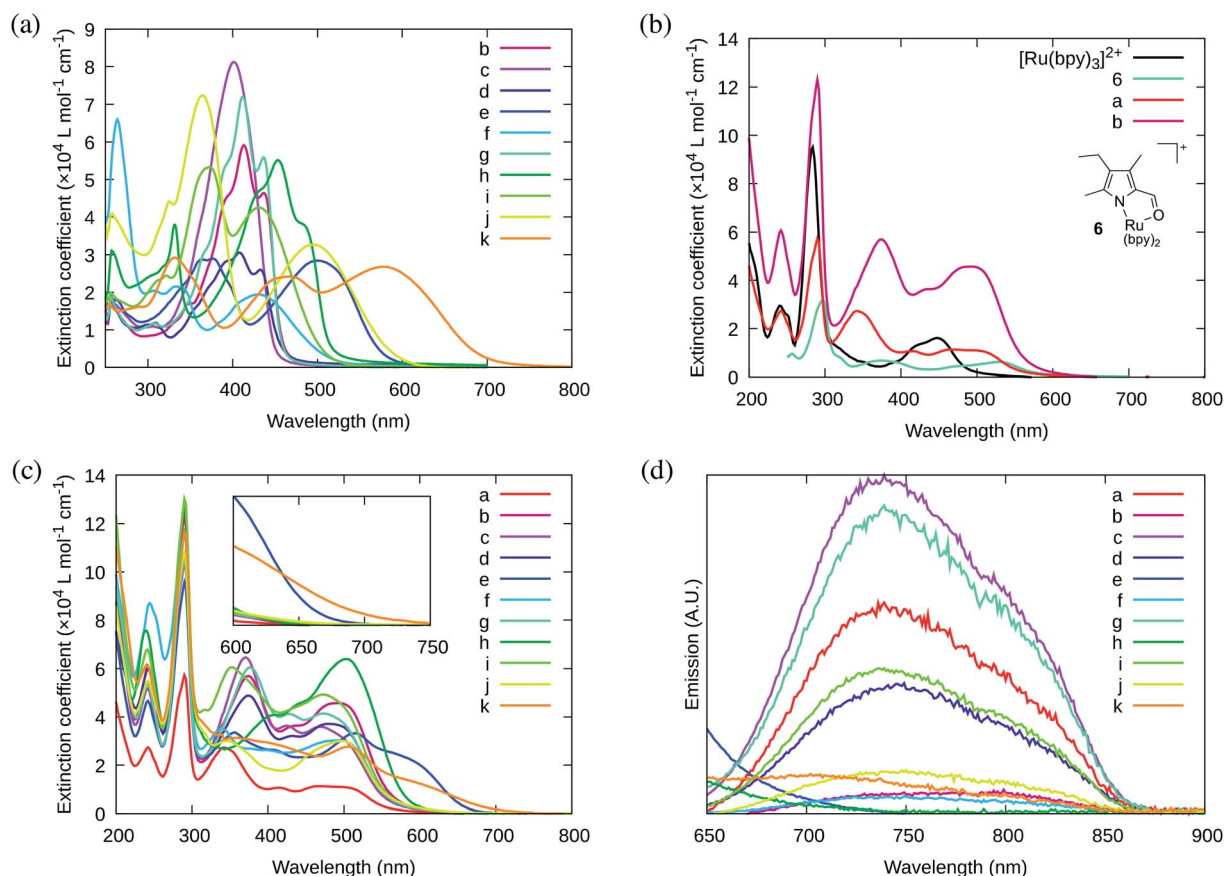 (a)
9
8
7
6
5
4
3
2
1
0
300 400 500 600 700 800
Extinction coefficient (×10⁴ L mol⁻¹ cm⁻¹)
Wavelength (nm)
b
c
d
e
f
g
h
i
j
k
(b)
14
12
10
8
6
4
2
0
200 300 400 500 600 700 800
Extinction coefficient (×10⁴ L mol⁻¹ cm⁻¹)
Wavelength (nm)
[Ru(bpy)₃]²⁺
6
a
b
+
N
O
6
Ru
(bpy)₂
(c)
14
12
10
8
6
4
2
0
200 300 400 500 600 700 800
Extinction coefficient (×10⁴ L mol⁻¹ cm⁻¹)
Wavelength (nm)
600 650 700 750
a
b
c
d
e
f
g
h
i
j
k
(d)
Emission (A.U.)
650 700 750 800 850 900
Wavelength (nm)
a
b
c
d
e
f
g
h
i
j
k